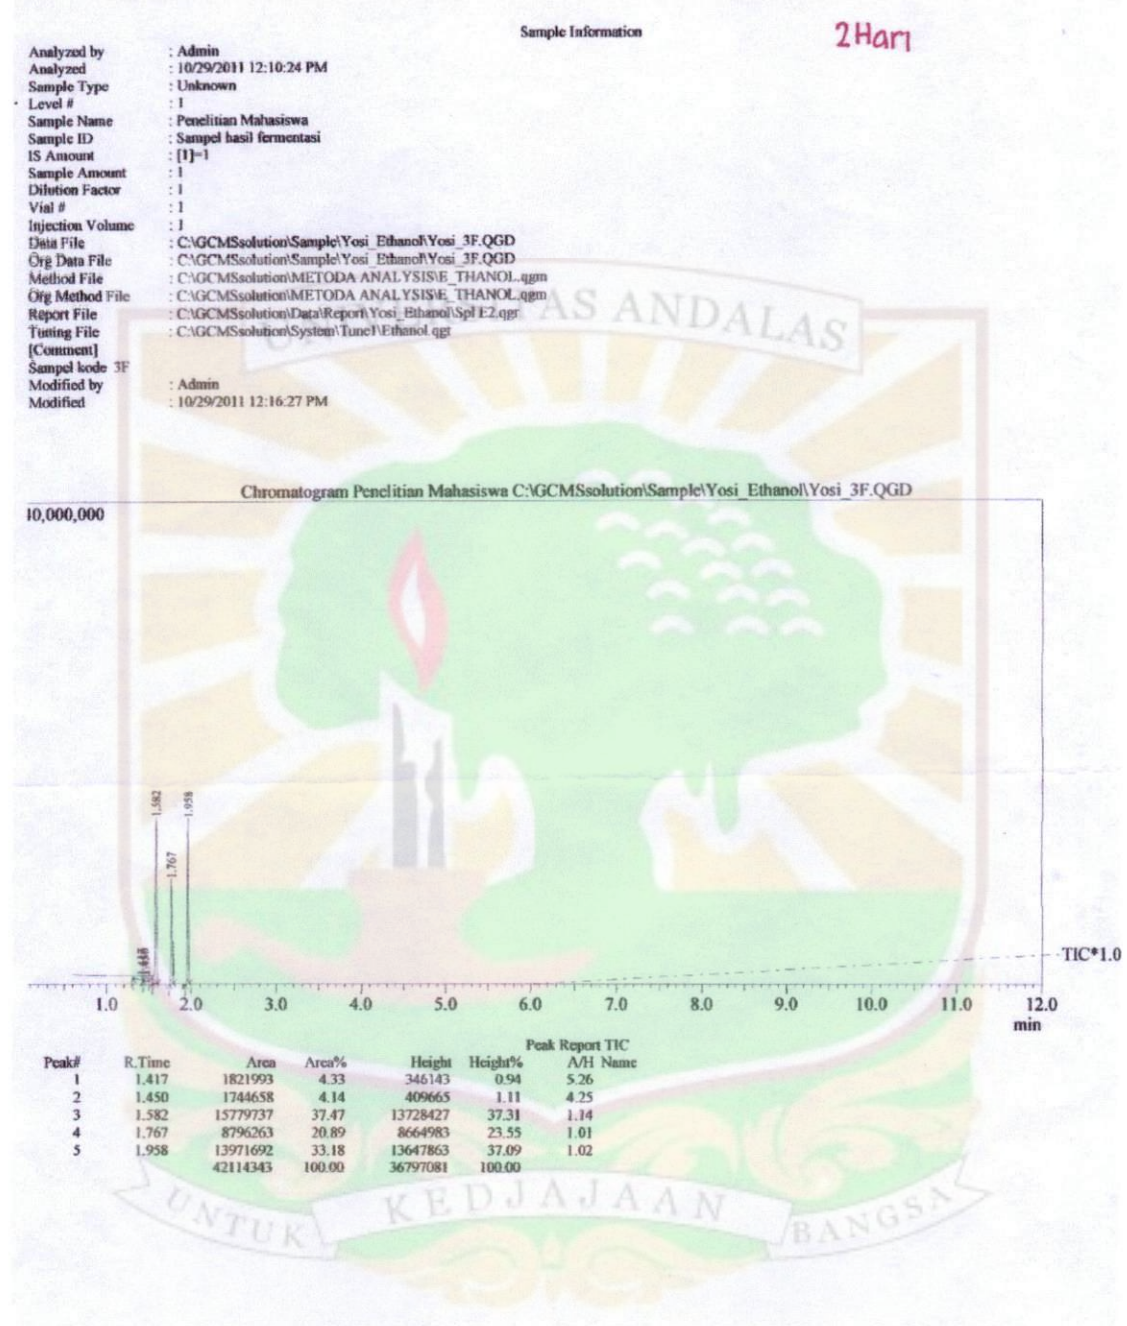 Sample Information
2Hari
Analyzed by : Admin
Analyzed : 10/29/2011 12:10:24 PM
Sample Type : Unknown
Level # : 1
Sample Name : Penelitian Mahasiswa
Sample ID : Sampel hasil fermentasi
IS Amount : [1]=1
Sample Amount : 1
Dilution Factor : 1
Vial # : 1
Injection Volume : 1
Data File : C:\GCMSsolution\Sample\Yosi_Ethanol\Yosi_3F.QGD
Org Data File : C:\GCMSsolution\Sample\Yosi_Ethanol\Yosi_3F.QGD
Method File : C:\GCMSsolution\METODA ANALYSIS\E_THANOL.qgm
Org Method File : C:\GCMSsolution\METODA ANALYSIS\E_THANOL.qgm
Report File : C:\GCMSsolution\Data\Report\Yosi_Ethanol\Spl E2.qgr
Tuning File : C:\GCMSsolution\System\Tune1\Ethanol.qgt
[Comment]
Sampel kode 3F
Modified by : Admin
Modified : 10/29/2011 12:16:27 PM
ANDALAS
Chromatogram Penelitian Mahasiswa C:\GCMSsolution\Sample\Yosi_Ethanol\Yosi_3F.QGD
10,000,000
1.582
1.958
1.767
TIC*1.0
1.0 2.0 3.0 4.0 5.0 6.0 7.0 8.0 9.0 10.0 11.0 12.0
min
Peak Report TIC
Peak# R.Time Area Area% Height Height% A/H Name
1 1.417 1821993 4.33 346143 0.94 5.26
2 1.450 1744658 4.14 409665 1.11 4.25
3 1.582 15779737 37.47 13728427 37.31 1.14
4 1.767 8796263 20.89 8664983 23.55 1.01
5 1.958 13971692 33.18 13647863 37.09 1.02
42114343 100.00 36797081 100.00
UNTUK KEDJAJAAN BANGSA